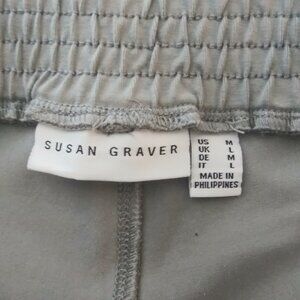 SUSAN GRAVER
US M
UK L
DE M
IT L
MADE IN
PHILIPPINES